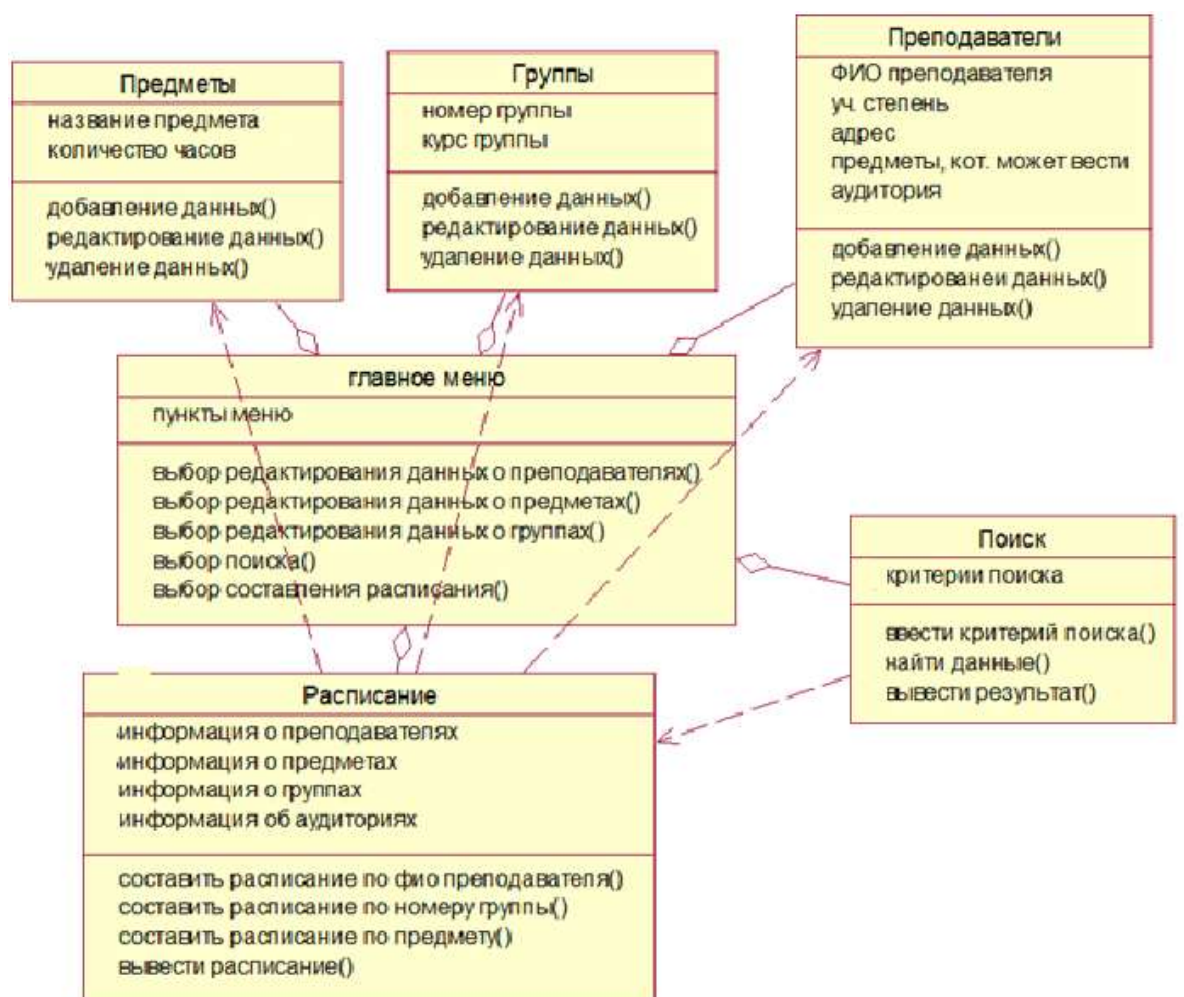 Предметы
название предмета
количество часов
добавление данных()
редактирование данных()
удаление данных()
Группы
номер группы
курс группы
добавление данных()
редактирование данных()
удаление данных()
Преподаватели
ФИО преподавателя
уч. степень
адрес
предметы, кот. может вести
аудитория
добавление данных()
редактированеи данных()
удаление данных()
главное меню
пункты меню
выбор редактирования данных о преподавателях()
выбор редактирования данных о предметах()
выбор редактирования данных о группах()
выбор поиска()
выбор составления расписания()
Поиск
критерии поиска
ввести критерий поиска()
найти данные()
вывести результат()
Расписание
информация о преподавателях
информация о предметах
информация о группах
информация об аудиториях
составить расписание по фио преподавателя()
составить расписание по номеру группы()
составить расписание по предмету()
вывести расписание()